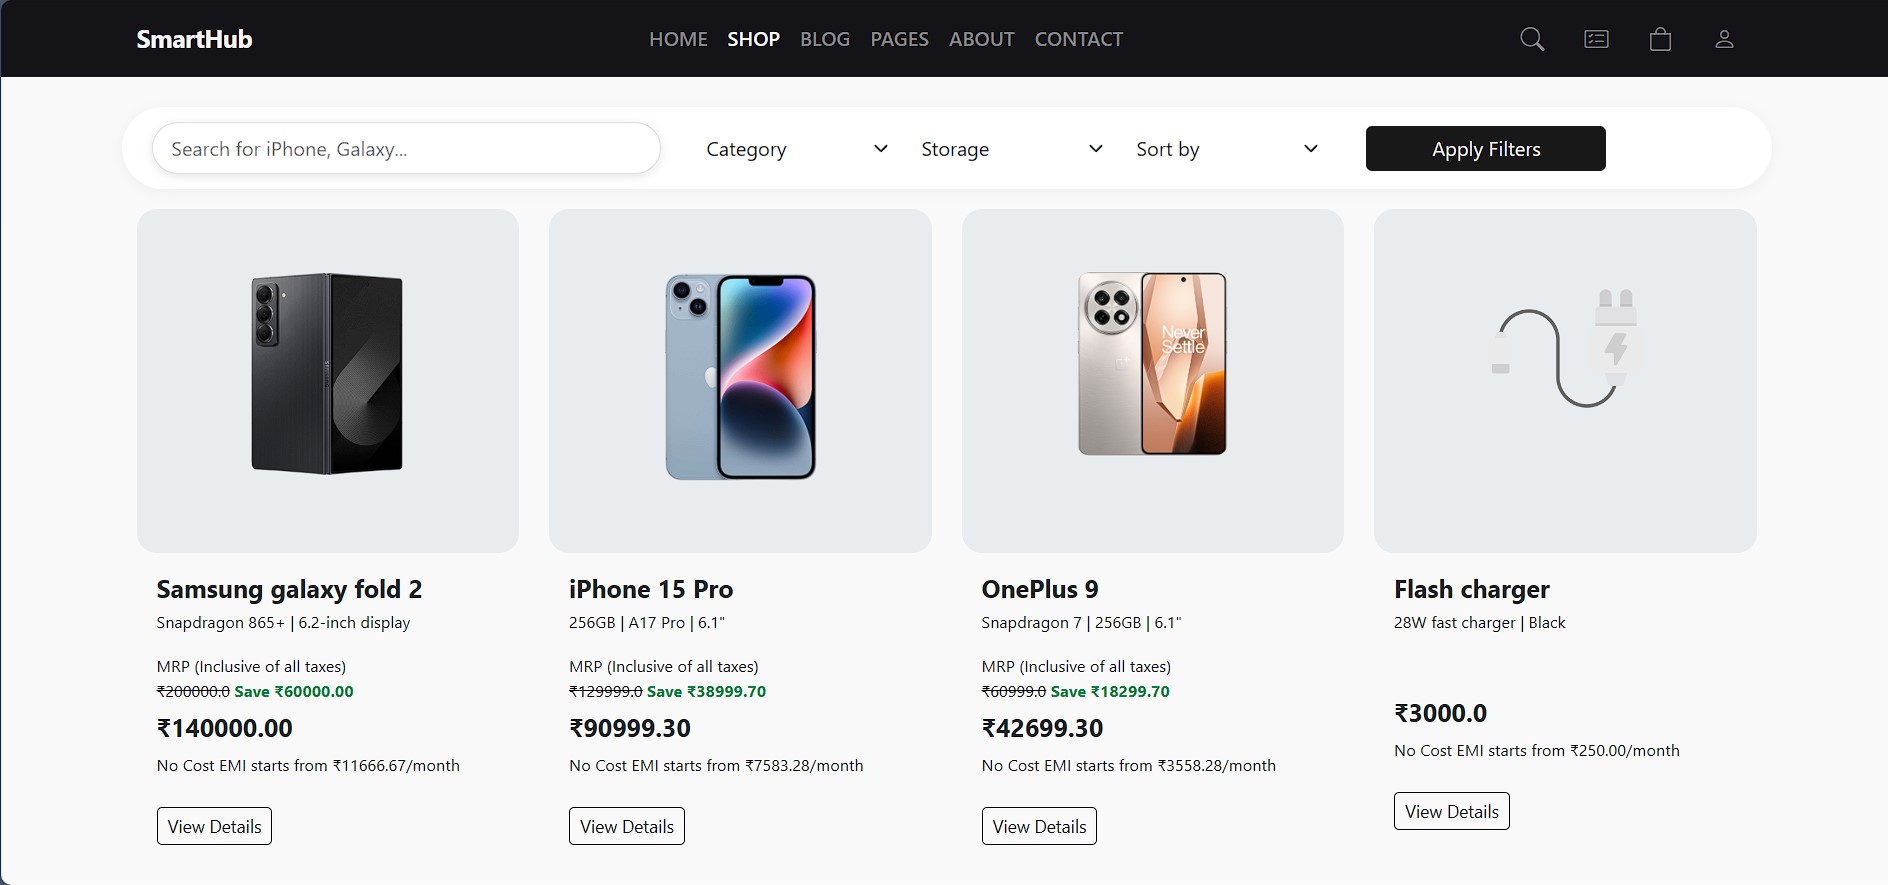 SmartHub HOME SHOP BLOG PAGES ABOUT CONTACT
Search for iPhone, Galaxy... Category Storage Sort by Apply Filters
Never
Settle
Samsung galaxy fold 2
Snapdragon 865+ | 6.2-inch display
MRP (Inclusive of all taxes)
₹200000.0 Save ₹60000.00
₹140000.00
No Cost EMI starts from ₹11666.67/month
View Details
iPhone 15 Pro
256GB | A17 Pro | 6.1"
MRP (Inclusive of all taxes)
₹129999.0 Save ₹38999.70
₹90999.30
No Cost EMI starts from ₹7583.28/month
View Details
OnePlus 9
Snapdragon 7 | 256GB | 6.1"
MRP (Inclusive of all taxes)
₹60999.0 Save ₹18299.70
₹42699.30
No Cost EMI starts from ₹3558.28/month
View Details
Flash charger
28W fast charger | Black
₹3000.0
No Cost EMI starts from ₹250.00/month
View Details